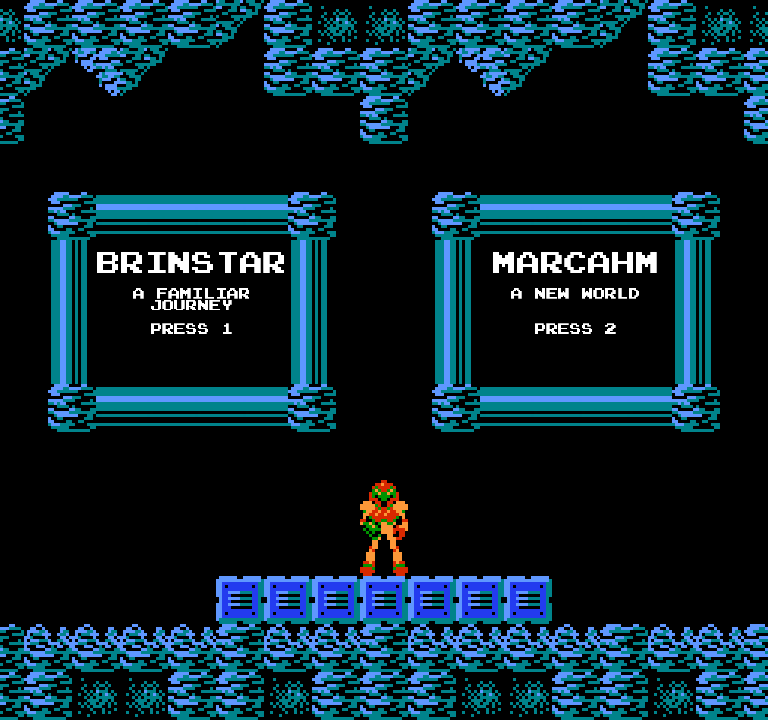 BRINSTAR
A FAMILIAR
JOURNEY
PRESS 1
MARCAHM
A NEW WORLD
PRESS 2